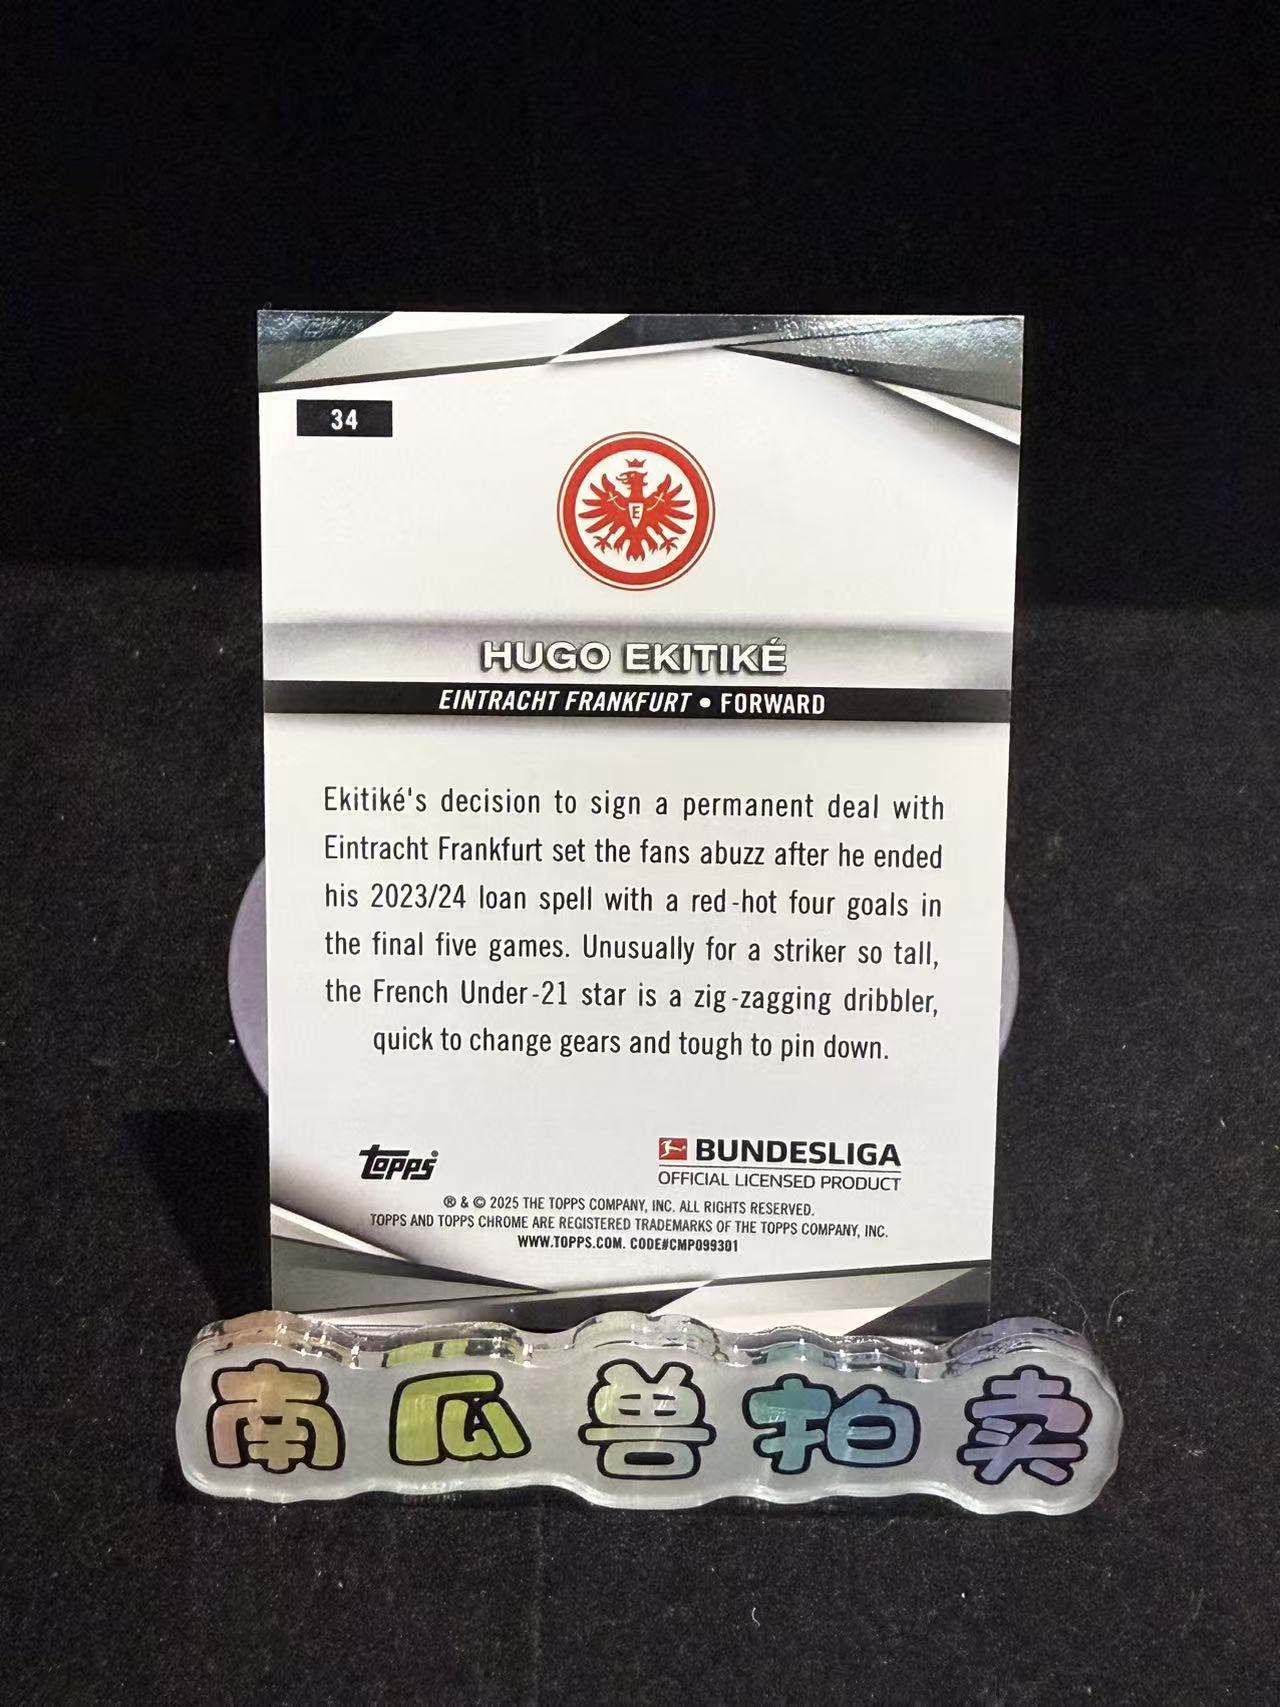 34
E
HUGO EKITIKÉ
EINTRACHT FRANKFURT • FORWARD
Ekitiké's decision to sign a permanent deal with
Eintracht Frankfurt set the fans abuzz after he ended
his 2023/24 loan spell with a red-hot four goals in
the final five games. Unusually for a striker so tall,
the French Under-21 star is a zig-zagging dribbler,
quick to change gears and tough to pin down.
topps
BUNDESLIGA
OFFICIAL LICENSED PRODUCT
® & © 2025 THE TOPPS COMPANY, INC. ALL RIGHTS RESERVED.
TOPPS AND TOPPS CHROME ARE REGISTERED TRADEMARKS OF THE TOPPS COMPANY, INC.
WWW.TOPPS.COM. CODE#CMP099301
南瓜兽拍卖